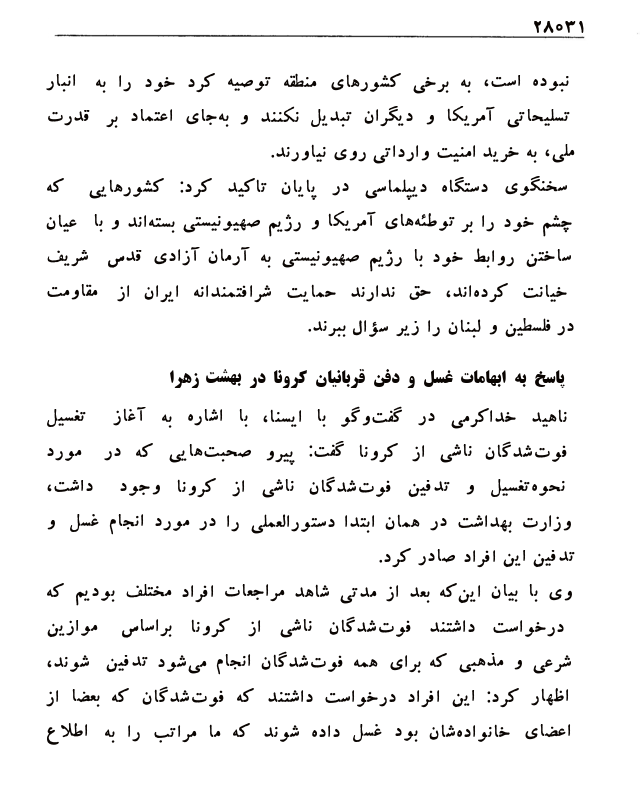 ۲۸۰۳۱
نبوده است، به برخی کشورهای منطقه توصیه کرد خود را به انبار
تسلیحاتی آمریکا و دیگران تبدیل نکنند و به‌جای اعتماد بر قدرت
ملی، به خرید امنیت وارداتی روی نیاورند.
سخنگوی دستگاه دیپلماسی در پایان تاکید کرد: کشورهایی که
چشم خود را بر توطئه‌های آمریکا و رژیم صهیونیستی بسته‌اند و با عیان
ساختن روابط خود با رژیم صهیونیستی به آرمان آزادی قدس شریف
خیانت کرده‌اند، حق ندارند حمایت شرافتمندانه ایران از مقاومت
در فلسطین و لبنان را زیر سؤال ببرند.
پاسخ به ابهامات غسل و دفن قربانیان کرونا در بهشت زهرا
ناهید خداکرمی در گفت‌وگو با ایسنا، با اشاره به آغاز تغسیل
فوت‌شدگان ناشی از کرونا گفت: پیرو صحبت‌هایی که در مورد
نحوه‌تغسیل و تدفین فوت‌شدگان ناشی از کرونا وجود داشت،
وزارت بهداشت در همان ابتدا دستورالعملی را در مورد انجام غسل و
تدفین این افراد صادر کرد.
وی با بیان این‌که بعد از مدتی شاهد مراجعات افراد مختلف بودیم که
درخواست داشتند فوت‌شدگان ناشی از کرونا براساس موازین
شرعی و مذهبی که برای همه فوت‌شدگان انجام می‌شود تدفین شوند،
اظهار کرد: این افراد درخواست داشتند که فوت‌شدگان که بعضا از
اعضای خانواده‌شان بود غسل داده شوند که ما مراتب را به اطلاع